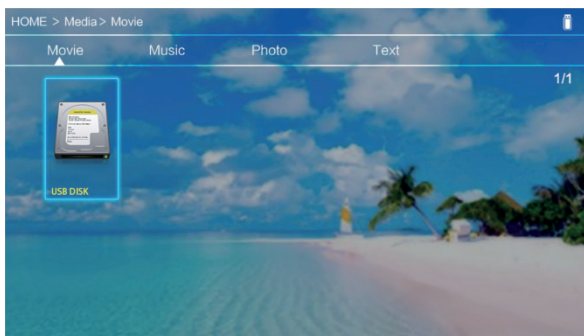 HOME > Media > Movie
Movie Music Photo Text
1/1
USB DISK